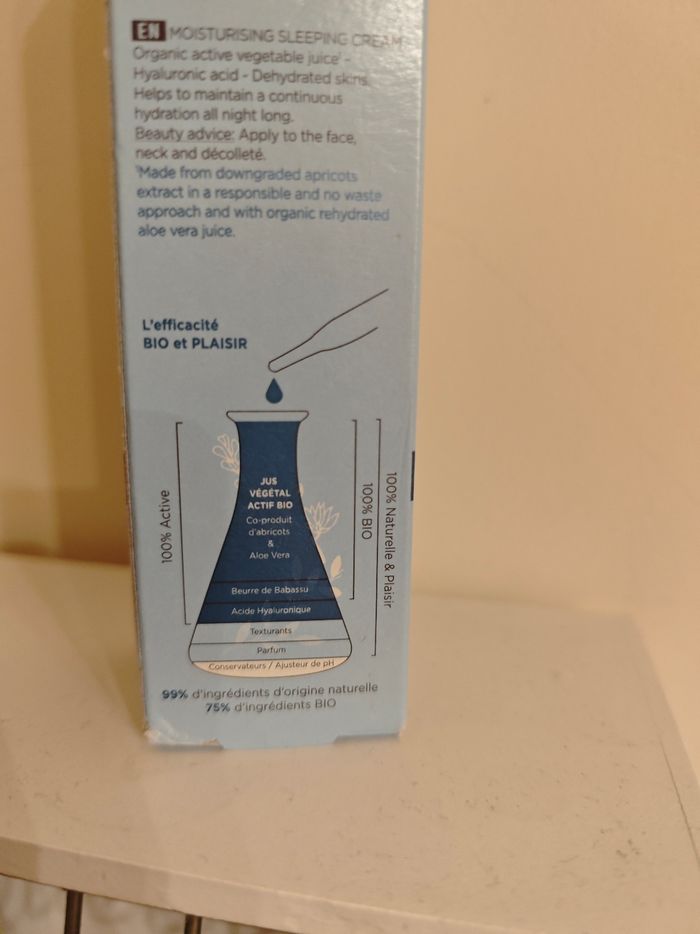 EN MOISTURISING SLEEPING CREAM
Organic active vegetable juice¹ -
Hyaluronic acid - Dehydrated skins.
Helps to maintain a continuous
hydration all night long.
Beauty advice: Apply to the face,
neck and décolleté.
¹Made from downgraded apricots
extract in a responsible and no waste
approach and with organic rehydrated
aloe vera juice.
L'efficacité
BIO et PLAISIR
100% Active
JUS
VÉGÉTAL
ACTIF BIO
Co-produit
d'abricots
&
Aloe Vera
Beurre de Babassu
Acide Hyaluronique
Texturants
Parfum
Conservateurs / Ajusteur de pH
100% BIO
100% Naturelle & Plaisir
99% d'ingrédients d'origine naturelle
75% d'ingrédients BIO